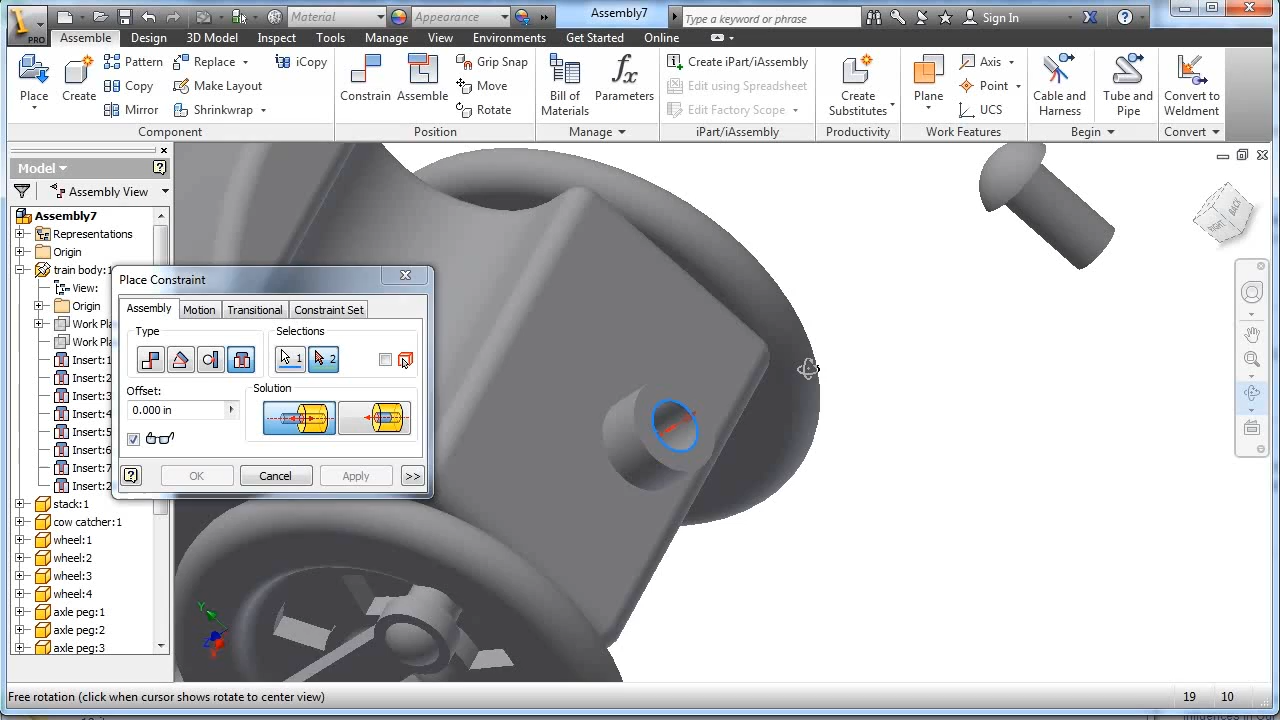 Material
Appearance
Assembly7
Type a keyword or phrase
Sign In
PRO
Assemble
Design
3D Model
Inspect
Tools
Manage
View
Environments
Get Started
Online
Place
Create
Pattern
Copy
Mirror
Replace
Make Layout
Shrinkwrap
iCopy
Constrain
Assemble
Grip Snap
Move
Rotate
Bill of
Materials
fx
Parameters
Create iPart/iAssembly
Edit using Spreadsheet
Edit Factory Scope
Create
Substitutes
Plane
Axis
Point
UCS
Cable and
Harness
Tube and
Pipe
Convert to
Weldment
Component
Position
Manage
iPart/iAssembly
Productivity
Work Features
Begin
Convert
Model
Assembly View
Assembly7
Representations
Origin
train body:1
View:
Origin
Work Pla
Work Pla
Insert:1
Insert:2
Insert:3
Insert:4
Insert:5
Insert:6
Insert:7
Insert:2
stack:1
cow catcher:1
wheel:1
wheel:2
wheel:3
wheel:4
axle peg:1
axle peg:2
axle peg:3
Place Constraint
Assembly
Motion
Transitional
Constraint Set
Type
Selections
1
2
Offset:
Solution
0.000 in
OK
Cancel
Apply
>>
RIGHT
BACK
Y
Free rotation (click when cursor shows rotate to center view)
19
10